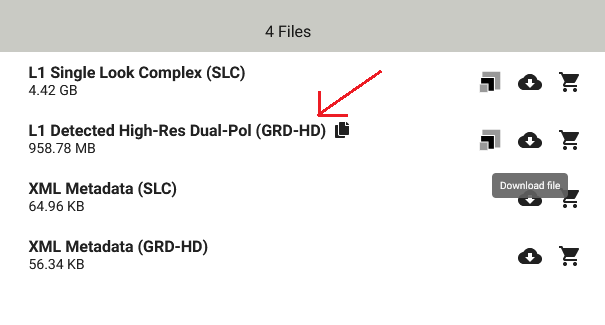 4 Files
L1 Single Look Complex (SLC)
4.42 GB
L1 Detected High-Res Dual-Pol (GRD-HD)
958.78 MB
Download file
XML Metadata (SLC)
64.96 KB
XML Metadata (GRD-HD)
56.34 KB